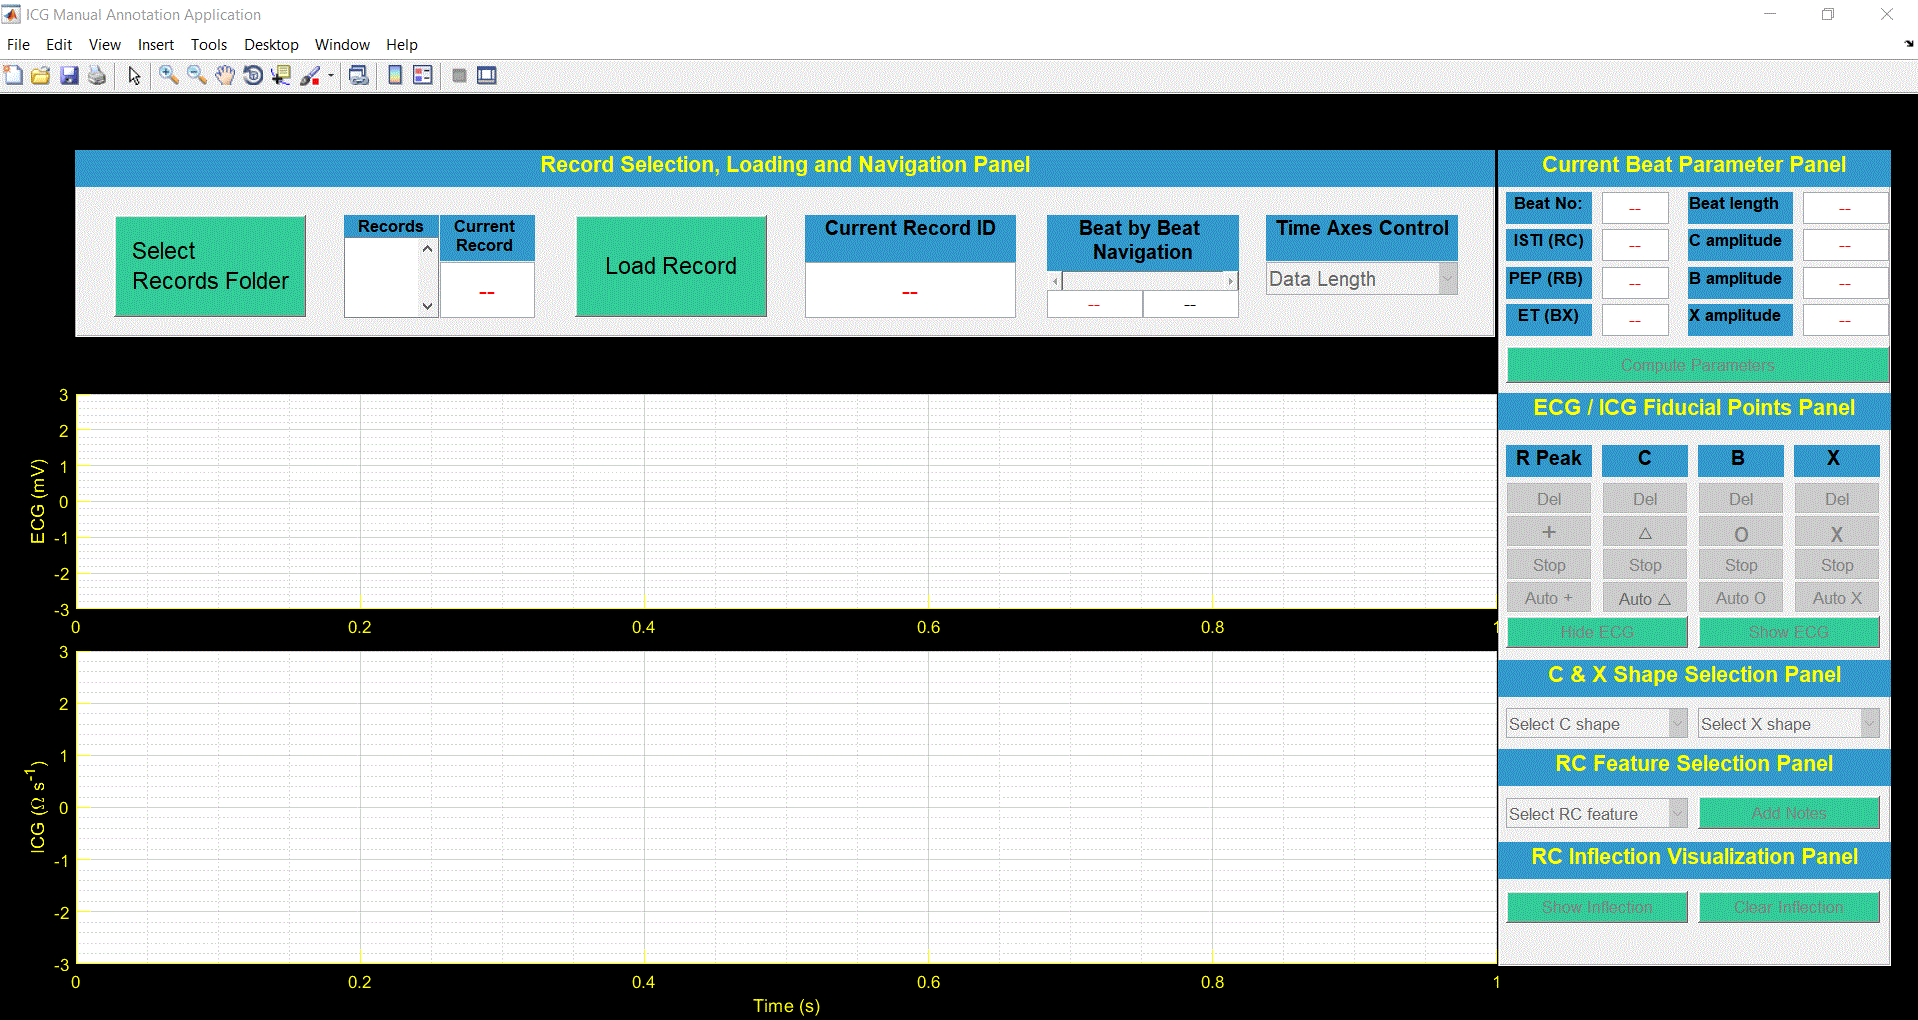 ICG Manual Annotation Application
File Edit View Insert Tools Desktop Window Help
Record Selection, Loading and Navigation Panel
Select
Records Folder
Records
Current
Record
--
Load Record
Current Record ID
--
Beat by Beat
Navigation
-- --
Time Axes Control
Data Length
Current Beat Parameter Panel
Beat No: -- Beat length --
ISTI (RC) -- C amplitude --
PEP (RB) -- B amplitude --
ET (BX) -- X amplitude --
Compute Parameters
ECG / ICG Fiducial Points Panel
R Peak C B X
Del Del Del Del
+ △ O X
Stop Stop Stop Stop
Auto + Auto △ Auto O Auto X
Hide ECG Show ECG
C & X Shape Selection Panel
Select C shape Select X shape
RC Feature Selection Panel
Select RC feature Add Notes
RC Inflection Visualization Panel
Show Inflection Clear Inflection
ECG (mV)
3
2
1
0
-1
-2
-3
0 0.2 0.4 0.6 0.8 1
ICG (Ω s⁻¹)
3
2
1
0
-1
-2
-3
0 0.2 0.4 0.6 0.8 1
Time (s)